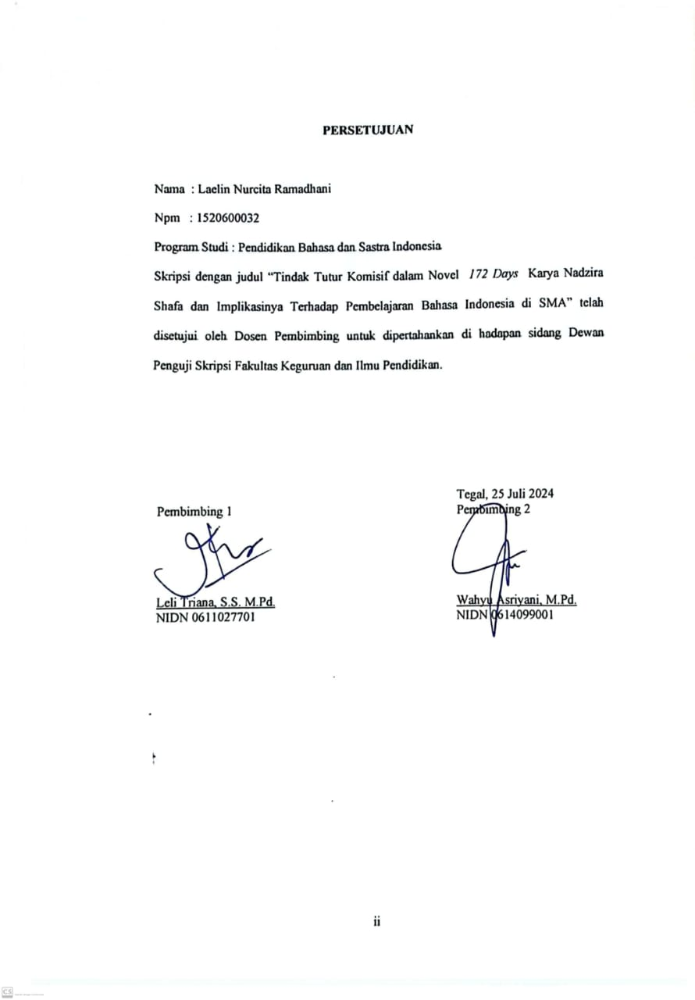 PERSETUJUAN
Nama : Laelin Nurcita Ramadhani
Npm : 1520600032
Program Studi : Pendidikan Bahasa dan Sastra Indonesia
Skripsi dengan judul “Tindak Tutur Komisif dalam Novel 172 Days Karya Nadzira
Shafa dan Implikasinya Terhadap Pembelajaran Bahasa Indonesia di SMA” telah
disetujui oleh Dosen Pembimbing untuk dipertahankan di hadapan sidang Dewan
Penguji Skripsi Fakultas Keguruan dan Ilmu Pendidikan.
Tegal, 25 Juli 2024
Pembimbing 1
Pembimbing 2
Leli Triana, S.S. M.Pd.
NIDN 0611027701
Wahyu Asriyani, M.Pd.
NIDN 0614099001
ii
CS